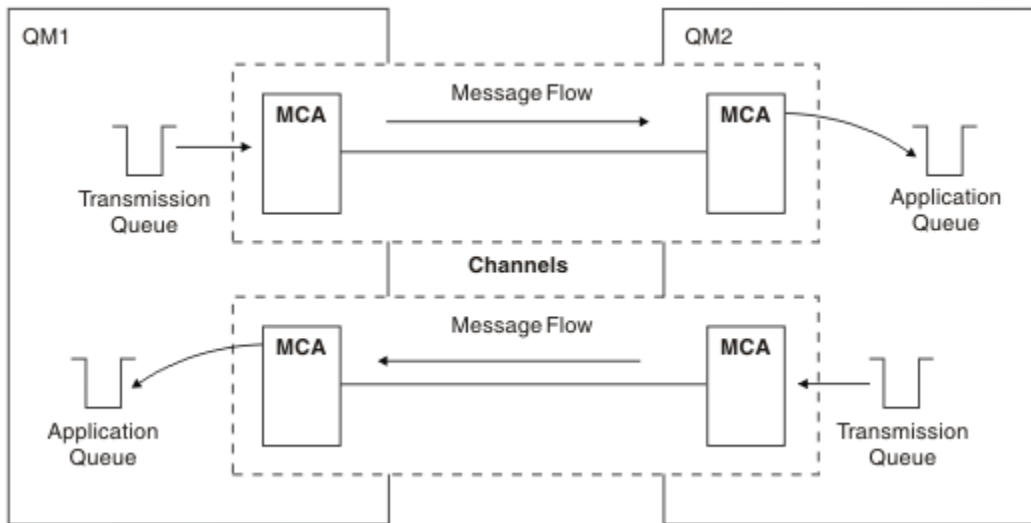 QM1
QM2
Message Flow
MCA
MCA
Transmission
Queue
Application
Queue
Channels
Message Flow
MCA
MCA
Application
Queue
Transmission
Queue